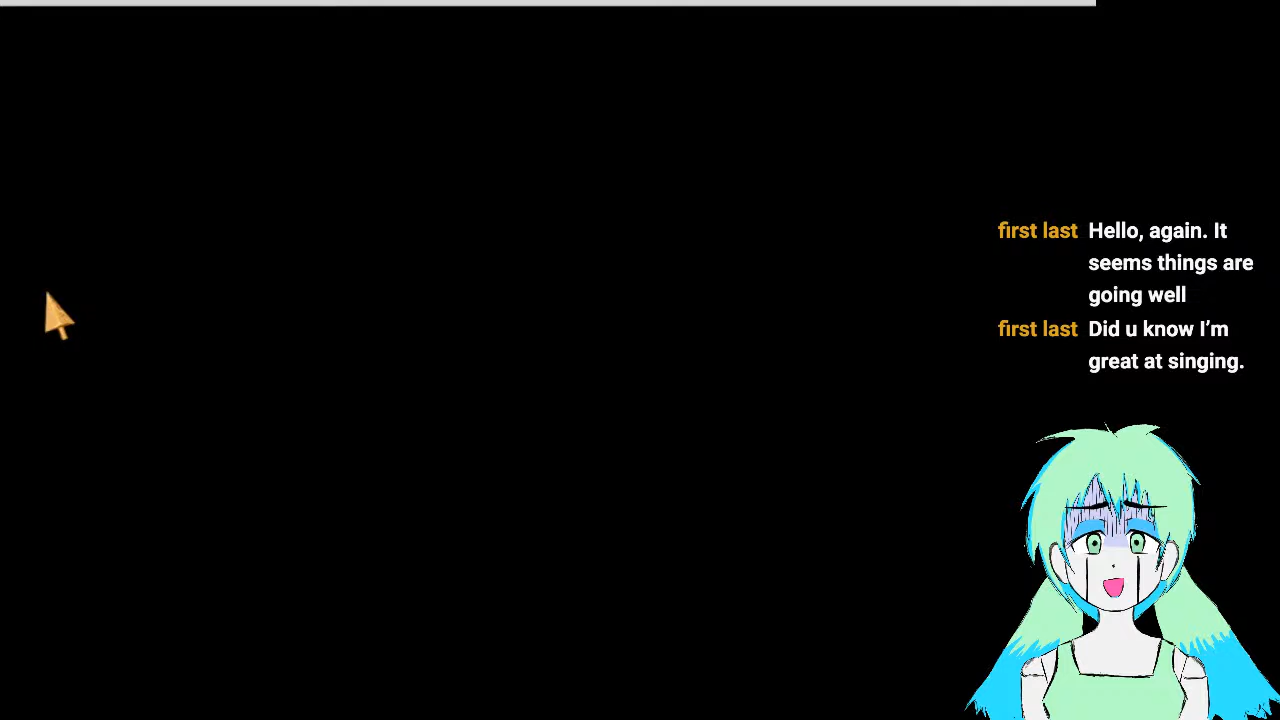 first last Hello, again. It
seems things are
going well
first last Did u know I’m
great at singing.